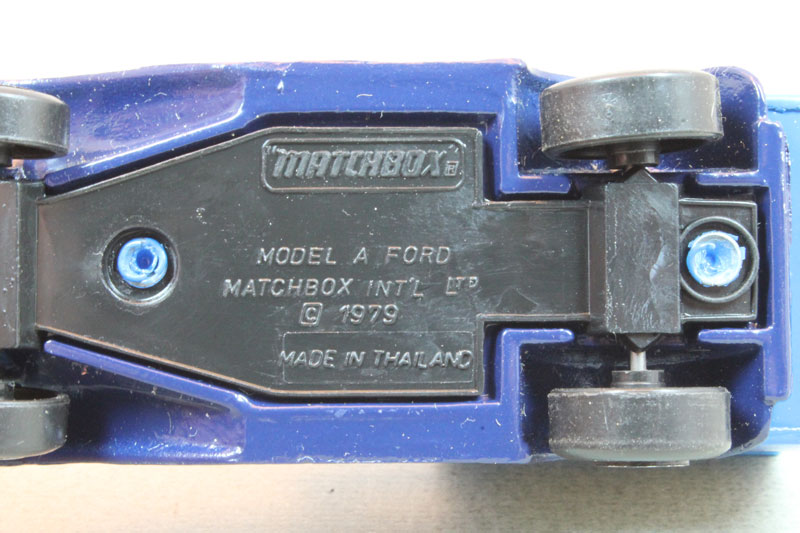 "MATCHBOX"®
MODEL A FORD
MATCHBOX INT'L LTD
© 1979
MADE IN THAILAND